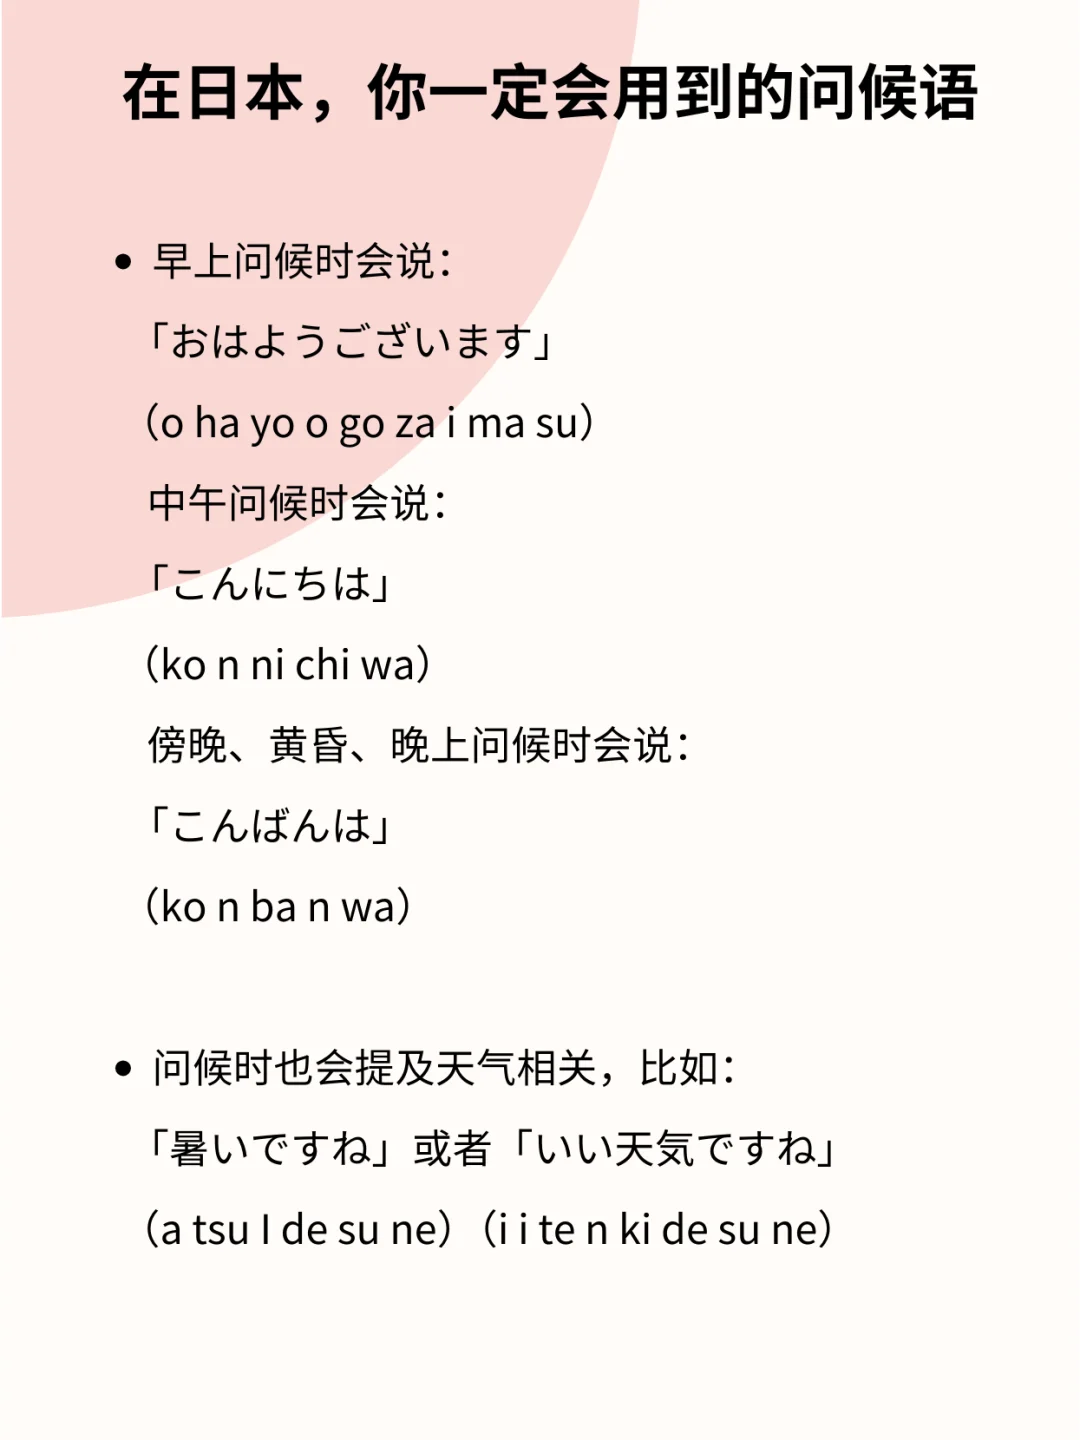 在日本，你一定会用到的问候语
• 早上问候时会说：
「おはようございます」
（o ha yo o go za i ma su）
中午问候时会说：
「こんにちは」
（ko n ni chi wa）
傍晚、黄昏、晚上问候时会说：
「こんばんは」
（ko n ba n wa）
• 问候时也会提及天气相关，比如：
「暑いですね」或者「いい天気ですね」
（a tsu I de su ne）（i i te n ki de su ne）